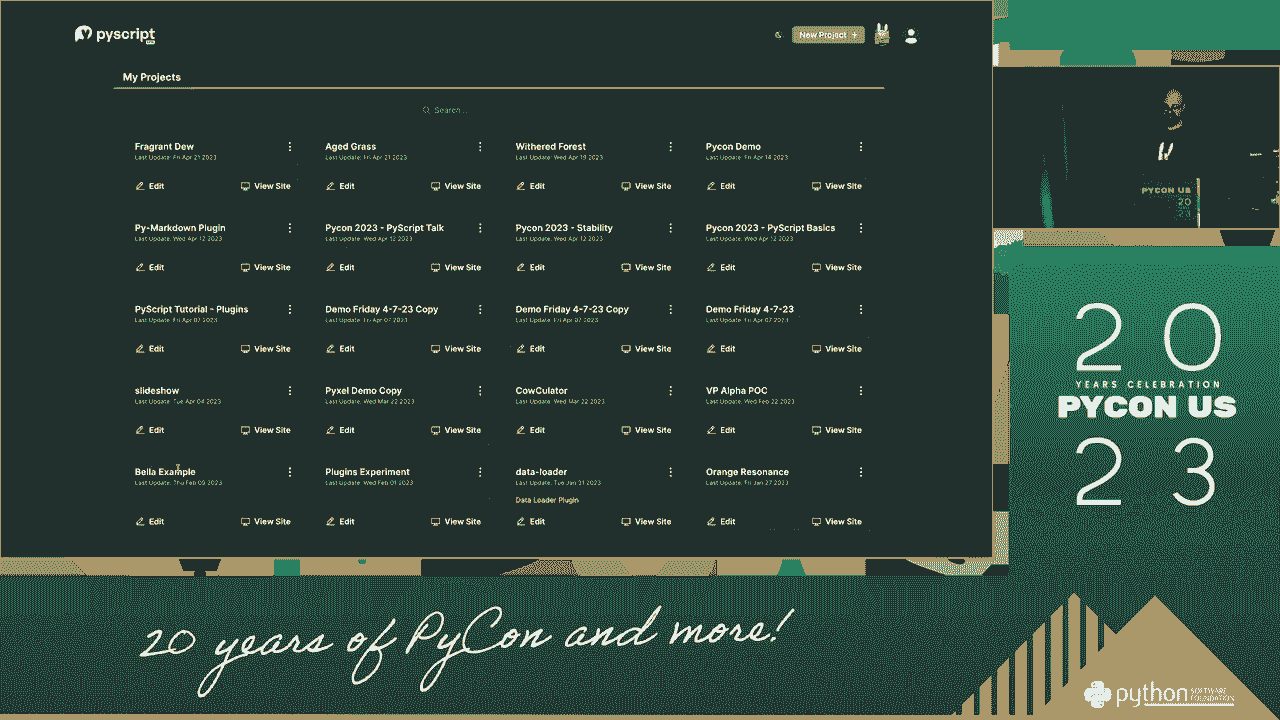 pyscript
New Project +
My Projects
Search...
Fragrant Dew
Last Update: Fri Apr 21 2023
Edit
View Site
Aged Grass
Last Update: Fri Apr 21 2023
Edit
View Site
Withered Forest
Last Update: Wed Apr 19 2023
Edit
View Site
Pycon Demo
Last Update: Fri Apr 14 2023
Edit
View Site
Py-Markdown Plugin
Last Update: Wed Apr 12 2023
Edit
View Site
Pycon 2023 - PyScript Talk
Last Update: Wed Apr 12 2023
Edit
View Site
Pycon 2023 - Stability
Last Update: Wed Apr 12 2023
Edit
View Site
Pycon 2023 - PyScript Basics
Last Update: Wed Apr 12 2023
Edit
View Site
PyScript Tutorial - Plugins
Last Update: Fri Apr 07 2023
Edit
View Site
Demo Friday 4-7-23 Copy
Last Update: Fri Apr 07 2023
Edit
View Site
Demo Friday 4-7-23 Copy
Last Update: Fri Apr 07 2023
Edit
View Site
Demo Friday 4-7-23
Last Update: Fri Apr 07 2023
Edit
View Site
slideshow
Last Update: Tue Apr 04 2023
Edit
View Site
Pyxel Demo Copy
Last Update: Wed Mar 22 2023
Edit
View Site
CowCulator
Last Update: Wed Mar 22 2023
Edit
View Site
VP Alpha POC
Last Update: Wed Feb 22 2023
Edit
View Site
Bella Example
Last Update: Thu Feb 09 2023
Edit
View Site
Plugins Experiment
Last Update: Wed Feb 01 2023
Edit
View Site
data-loader
Last Update: Tue Jan 31 2023
Data Loader Plugin
Edit
View Site
Orange Resonance
Last Update: Fri Jan 27 2023
Edit
View Site
PYCON US
20
23
20
YEARS CELEBRATION
PYCON US
23
20 years of PyCon and more!
python SOFTWARE FOUNDATION